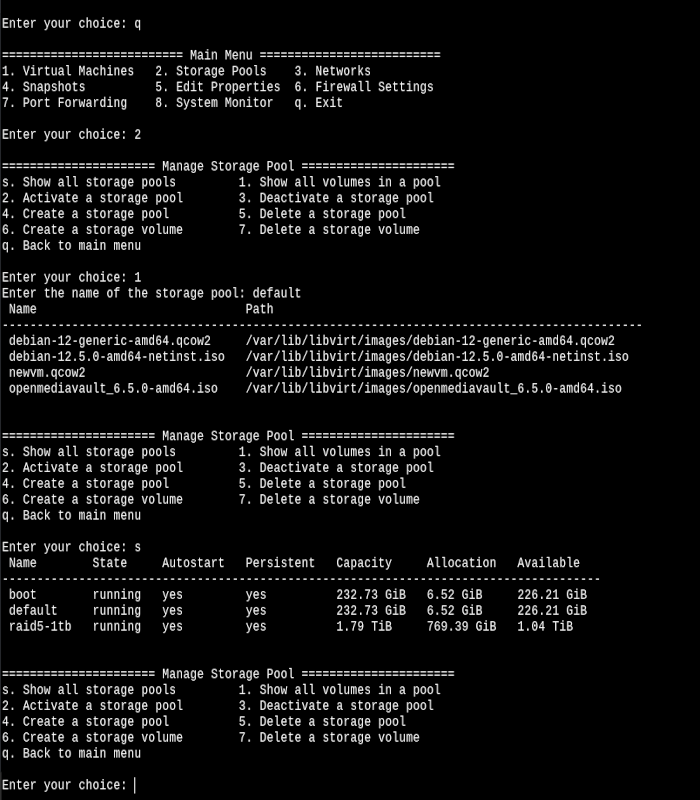 Enter your choice: q
========================== Main Menu ==========================
1. Virtual Machines   2. Storage Pools    3. Networks
4. Snapshots          5. Edit Properties  6. Firewall Settings
7. Port Forwarding    8. System Monitor   q. Exit
Enter your choice: 2
====================== Manage Storage Pool ======================
s. Show all storage pools         1. Show all volumes in a pool
2. Activate a storage pool        3. Deactivate a storage pool
4. Create a storage pool          5. Delete a storage pool
6. Create a storage volume        7. Delete a storage volume
q. Back to main menu
Enter your choice: 1
Enter the name of the storage pool: default
 Name                              Path
--------------------------------------------------------------------------------------------
 debian-12-generic-amd64.qcow2     /var/lib/libvirt/images/debian-12-generic-amd64.qcow2
 debian-12.5.0-amd64-netinst.iso   /var/lib/libvirt/images/debian-12.5.0-amd64-netinst.iso
 newvm.qcow2                       /var/lib/libvirt/images/newvm.qcow2
 openmediavault_6.5.0-amd64.iso    /var/lib/libvirt/images/openmediavault_6.5.0-amd64.iso
====================== Manage Storage Pool ======================
s. Show all storage pools         1. Show all volumes in a pool
2. Activate a storage pool        3. Deactivate a storage pool
4. Create a storage pool          5. Delete a storage pool
6. Create a storage volume        7. Delete a storage volume
q. Back to main menu
Enter your choice: s
 Name        State     Autostart   Persistent   Capacity     Allocation   Available
--------------------------------------------------------------------------------------
 boot        running   yes         yes          232.73 GiB   6.52 GiB     226.21 GiB
 default     running   yes         yes          232.73 GiB   6.52 GiB     226.21 GiB
 raid5-1tb   running   yes         yes          1.79 TiB     769.39 GiB   1.04 TiB
====================== Manage Storage Pool ======================
s. Show all storage pools         1. Show all volumes in a pool
2. Activate a storage pool        3. Deactivate a storage pool
4. Create a storage pool          5. Delete a storage pool
6. Create a storage volume        7. Delete a storage volume
q. Back to main menu
Enter your choice: